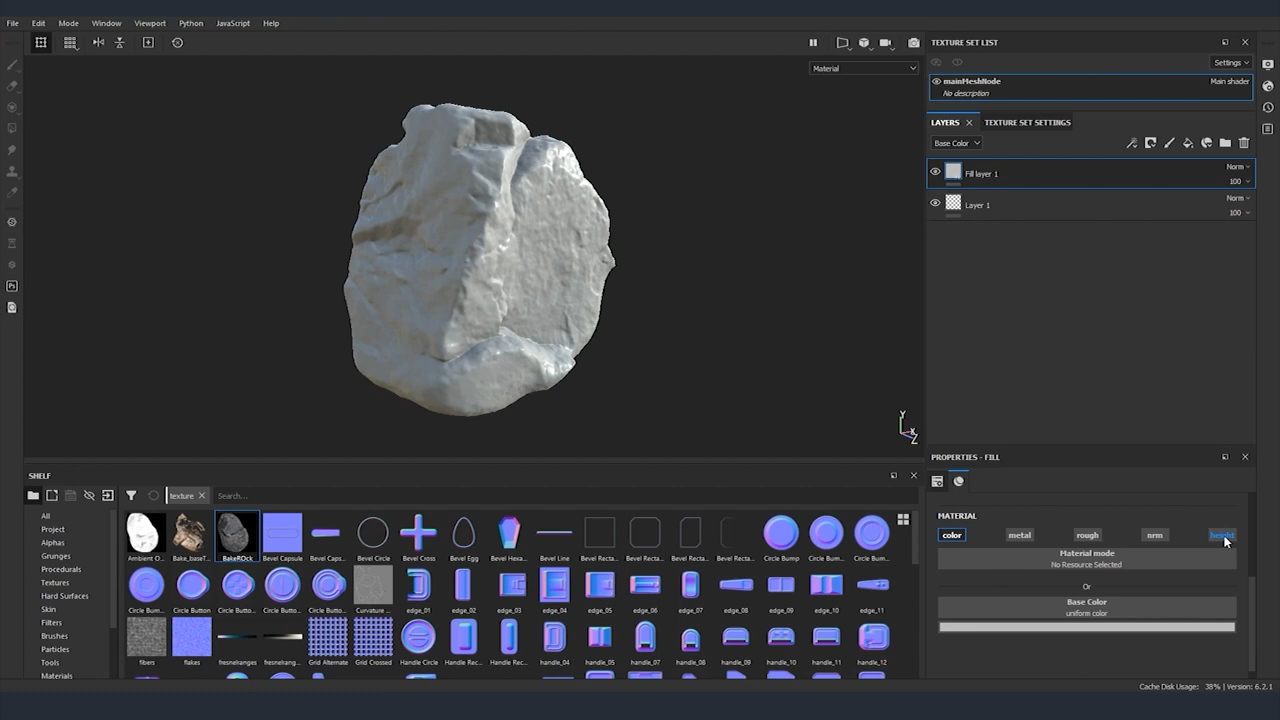 File Edit Mode Window Viewport Python JavaScript Help
Material
Y
Z
TEXTURE SET LIST
Settings
mainMeshNode Main shader
No description
LAYERS TEXTURE SET SETTINGS
Base Color
Fill layer 1 Norm
100
Layer 1 Norm
100
PROPERTIES - FILL
MATERIAL
color metal rough nrm height
Material mode
No Resource Selected
Or
Base Color
uniform color
SHELF
texture Search...
All
Project
Alphas
Grunges
Procedurals
Textures
Hard Surfaces
Skin
Filters
Brushes
Particles
Tools
Materials
Ambient O... Bake_baseT... BakeROck Bevel Capsule Bevel Caps... Bevel Circle Bevel Cross Bevel Egg Bevel Hexa... Bevel Line Bevel Recta... Bevel Recta... Bevel Recta... Bevel Recta... Circle Bump Circle Bum... Circle Bum...
Circle Bum... Circle Button Circle Butto... Circle Butto... Circle Butto... Curvature ... edge_01 edge_02 edge_03 edge_04 edge_05 edge_06 edge_07 edge_08 edge_09 edge_10 edge_11
fibers flakes fresnelranges fresnelrang... Grid Alternate Grid Crossed Handle Circle Handle Rec... Handle Rec... handle_04 handle_05 handle_07 handle_08 handle_09 handle_10 handle_11 handle_12
Ps
Cache Disk Usage: 38% | Version: 6.2.1